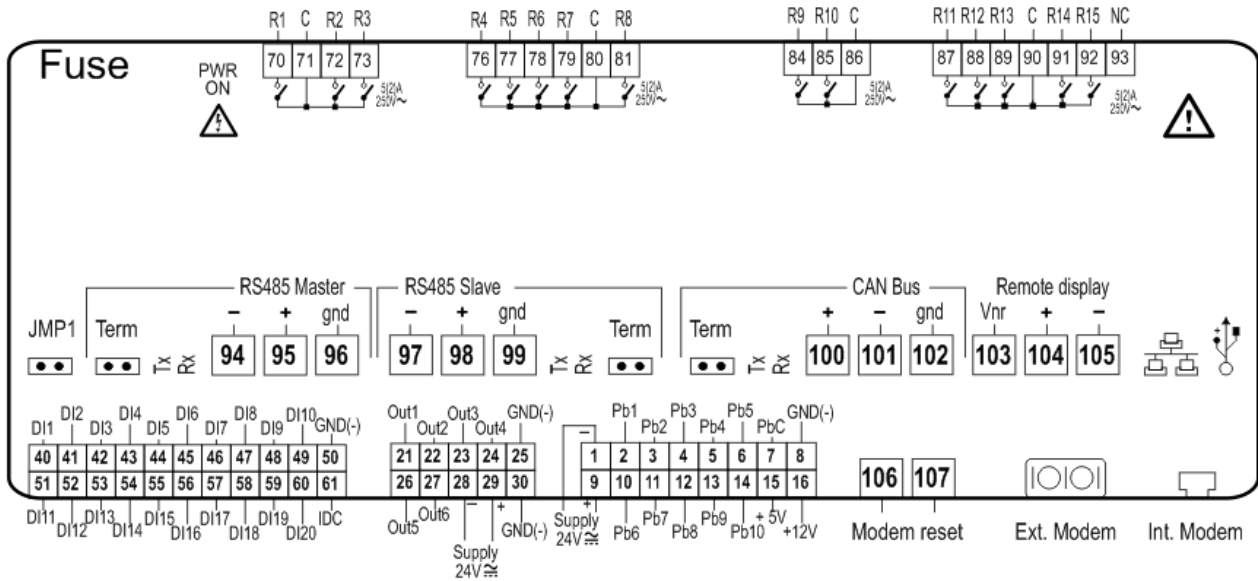 R1 C R2 R3 R4 R5 R6 R7 C R8 R9 R10 C R11 R12 R13 C R14 R15 NC
70 71 72 73 76 77 78 79 80 81 84 85 86 87 88 89 90 91 92 93
Fuse
PWR
ON
5(2)A
250V~
5(2)A
250V~
5(2)A
250V~
5(2)A
250V~
!
RS485 Master RS485 Slave CAN Bus Remote display
JMP1 Term − + gnd − + gnd Term Term + − gnd Vnr + −
Tx Rx 94 95 96 97 98 99 Tx Rx Tx Rx 100 101 102 103 104 105
DI1 DI2 DI3 DI4 DI5 DI6 DI7 DI8 DI9 DI10 GND(-) Out1 Out2 Out3 Out4 GND(-) − Pb1 Pb2 Pb3 Pb4 Pb5 PbC GND(-)
40 41 42 43 44 45 46 47 48 49 50 21 22 23 24 25 1 2 3 4 5 6 7 8
51 52 53 54 55 56 57 58 59 60 61 26 27 28 29 30 9 10 11 12 13 14 15 16 106 107
DI11 DI12 DI13 DI14 DI15 DI16 DI17 DI18 DI19 DI20 IDC Out5 Out6 − + GND(-) + Pb6 Pb7 Pb8 Pb9 Pb10 + 5V +12V Modem reset Ext. Modem Int. Modem
Supply
24V
Supply
24V